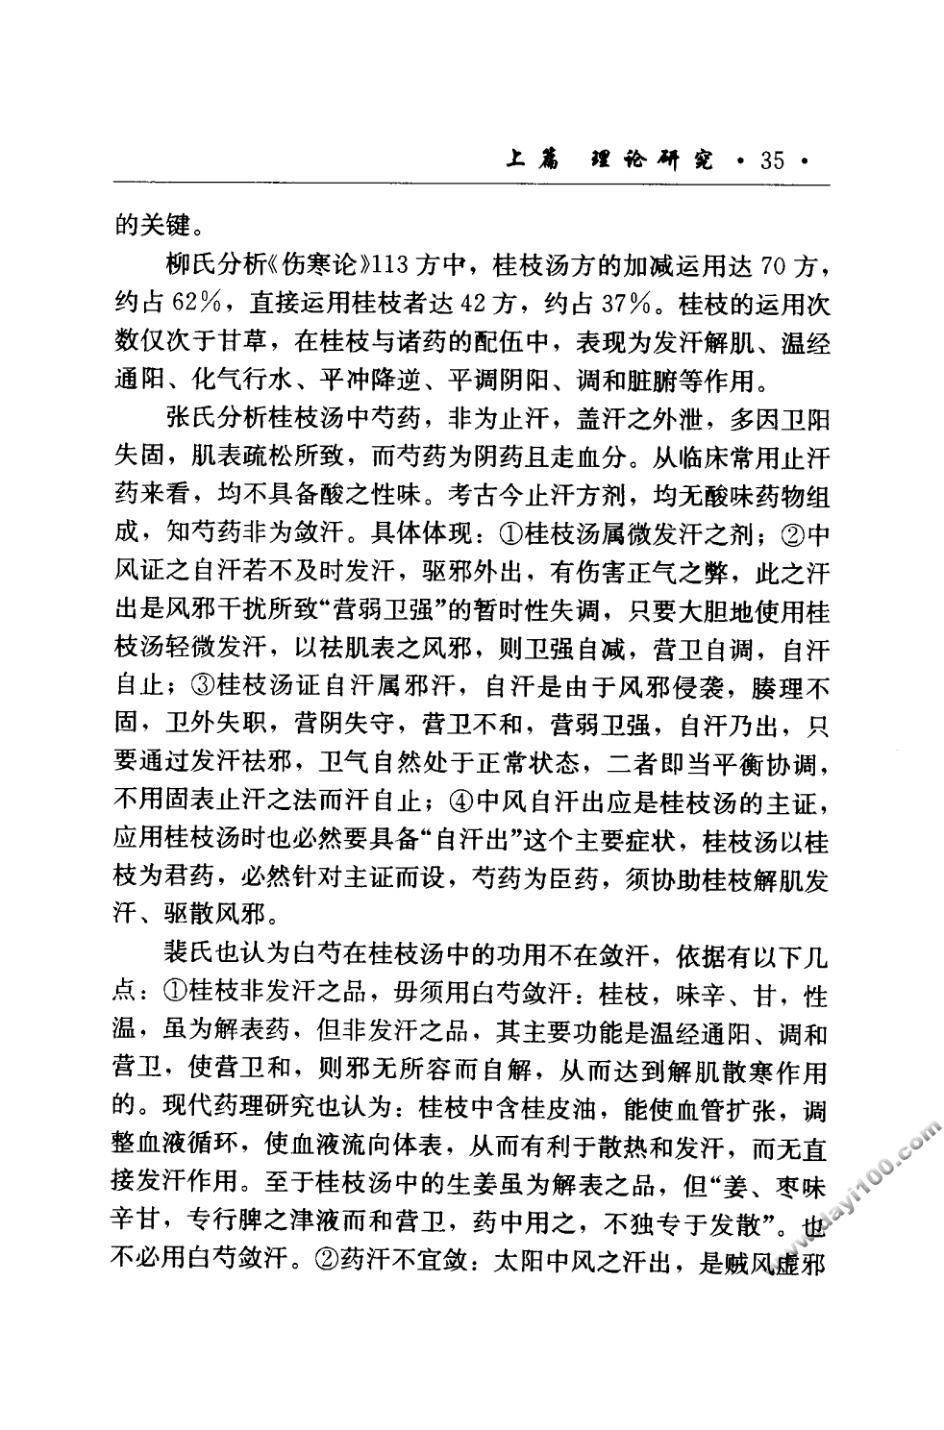 上篇 理论研究 · 35 ·
的关键。
柳氏分析《伤寒论》113方中，桂枝汤方的加减运用达70方，
约占62%，直接运用桂枝者达42方，约占37%。桂枝的运用次
数仅次于甘草，在桂枝与诸药的配伍中，表现为发汗解肌、温经
通阳、化气行水、平冲降逆、平调阴阳、调和脏腑等作用。
张氏分析桂枝汤中芍药，非为止汗，盖汗之外泄，多因卫阳
失固，肌表疏松所致，而芍药为阴药且走血分。从临床常用止汗
药来看，均不具备酸之性味。考古今止汗方剂，均无酸味药物组
成，知芍药非为敛汗。具体体现：①桂枝汤属微发汗之剂；②中
风证之自汗若不及时发汗，驱邪外出，有伤害正气之弊，此之汗
出是风邪干扰所致“营弱卫强”的暂时性失调，只要大胆地使用桂
枝汤轻微发汗，以祛肌表之风邪，则卫强自减，营卫自调，自汗
自止；③桂枝汤证自汗属邪汗，自汗是由于风邪侵袭，腠理不
固，卫外失职，营阴失守，营卫不和，营弱卫强，自汗乃出，只
要通过发汗祛邪，卫气自然处于正常状态，二者即当平衡协调，
不用固表止汗之法而汗自止；④中风自汗出应是桂枝汤的主证，
应用桂枝汤时也必然要具备“自汗出”这个主要症状，桂枝汤以桂
枝为君药，必然针对主证而设，芍药为臣药，须协助桂枝解肌发
汗、驱散风邪。
裴氏也认为白芍在桂枝汤中的功用不在敛汗，依据有以下几
点：①桂枝非发汗之品，毋须用白芍敛汗：桂枝，味辛、甘，性
温，虽为解表药，但非发汗之品，其主要功能是温经通阳、调和
营卫，使营卫和，则邪无所容而自解，从而达到解肌散寒作用
的。现代药理研究也认为：桂枝中含桂皮油，能使血管扩张，调
整血液循环，使血液流向体表，从而有利于散热和发汗，而无直
接发汗作用。至于桂枝汤中的生姜虽为解表之品，但“姜、枣味
辛甘，专行脾之津液而和营卫，药中用之，不独专于发散”。也
不必用白芍敛汗。②药汗不宜敛：太阳中风之汗出，是贼风虚邪
www.dayi100.com